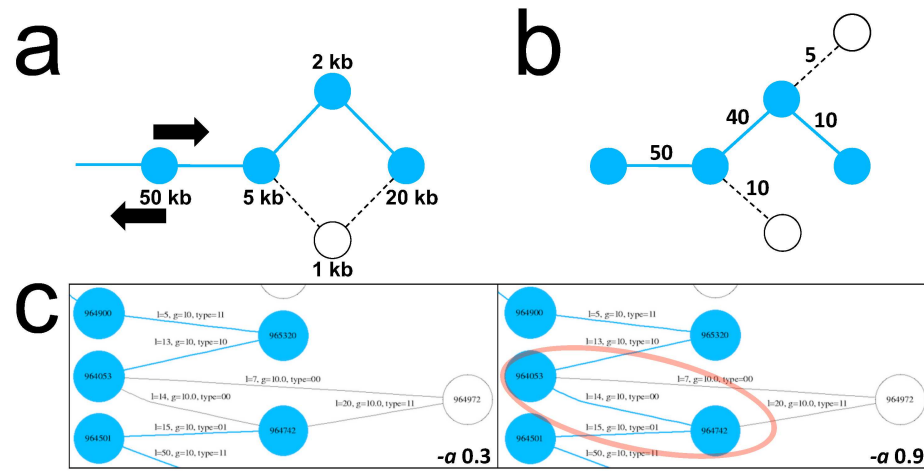 a
2 kb
50 kb
5 kb
20 kb
1 kb
b
5
40
10
50
10
c
964900
l=5, g=10, type=11
965320
l=13, g=10, type=10
964053
l=7, g=10.0, type=00
l=14, g=10.0, type=00
l=20, g=10.0, type=11
964972
l=15, g=10, type=01
964742
964501
l=50, g=10, type=11
-a 0.3
964900
l=5, g=10, type=11
965320
l=13, g=10, type=10
964053
l=7, g=10.0, type=00
l=14, g=10, type=00
l=20, g=10.0, type=11
964972
l=15, g=10, type=01
964742
964501
l=50, g=10, type=11
-a 0.9